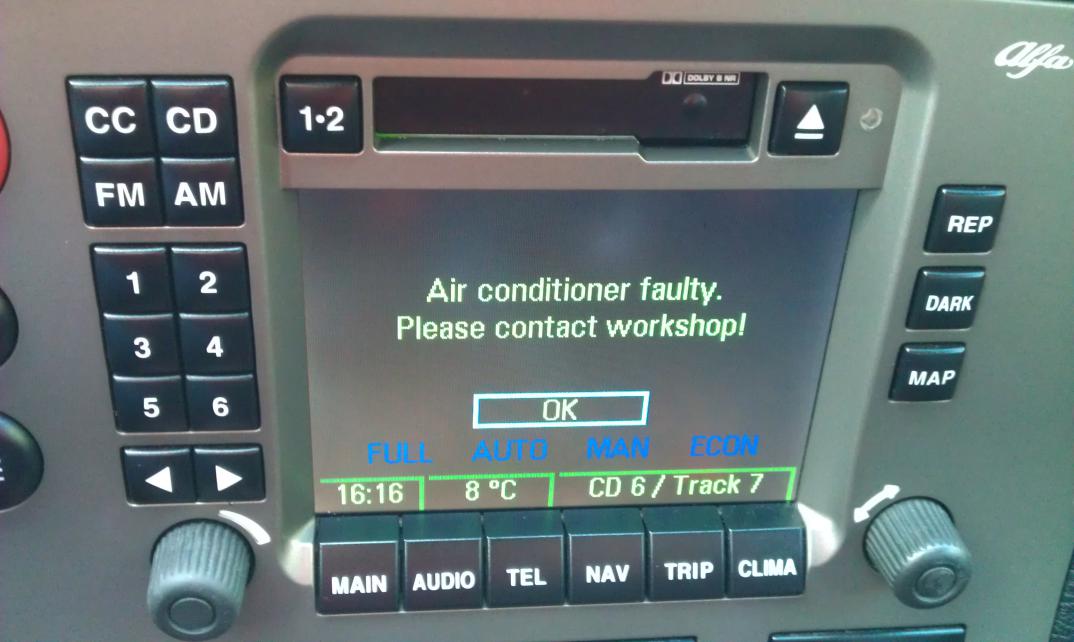 Alfa
DOLBY B NR
1•2
CC CD
FM AM
1 2
3 4
5 6
REP
DARK
MAP
Air conditioner faulty.
Please contact workshop!
OK
FULL AUTO MAN ECON
16:16 8 ºC CD 6 / Track 7
MAIN AUDIO TEL NAV TRIP CLIMA